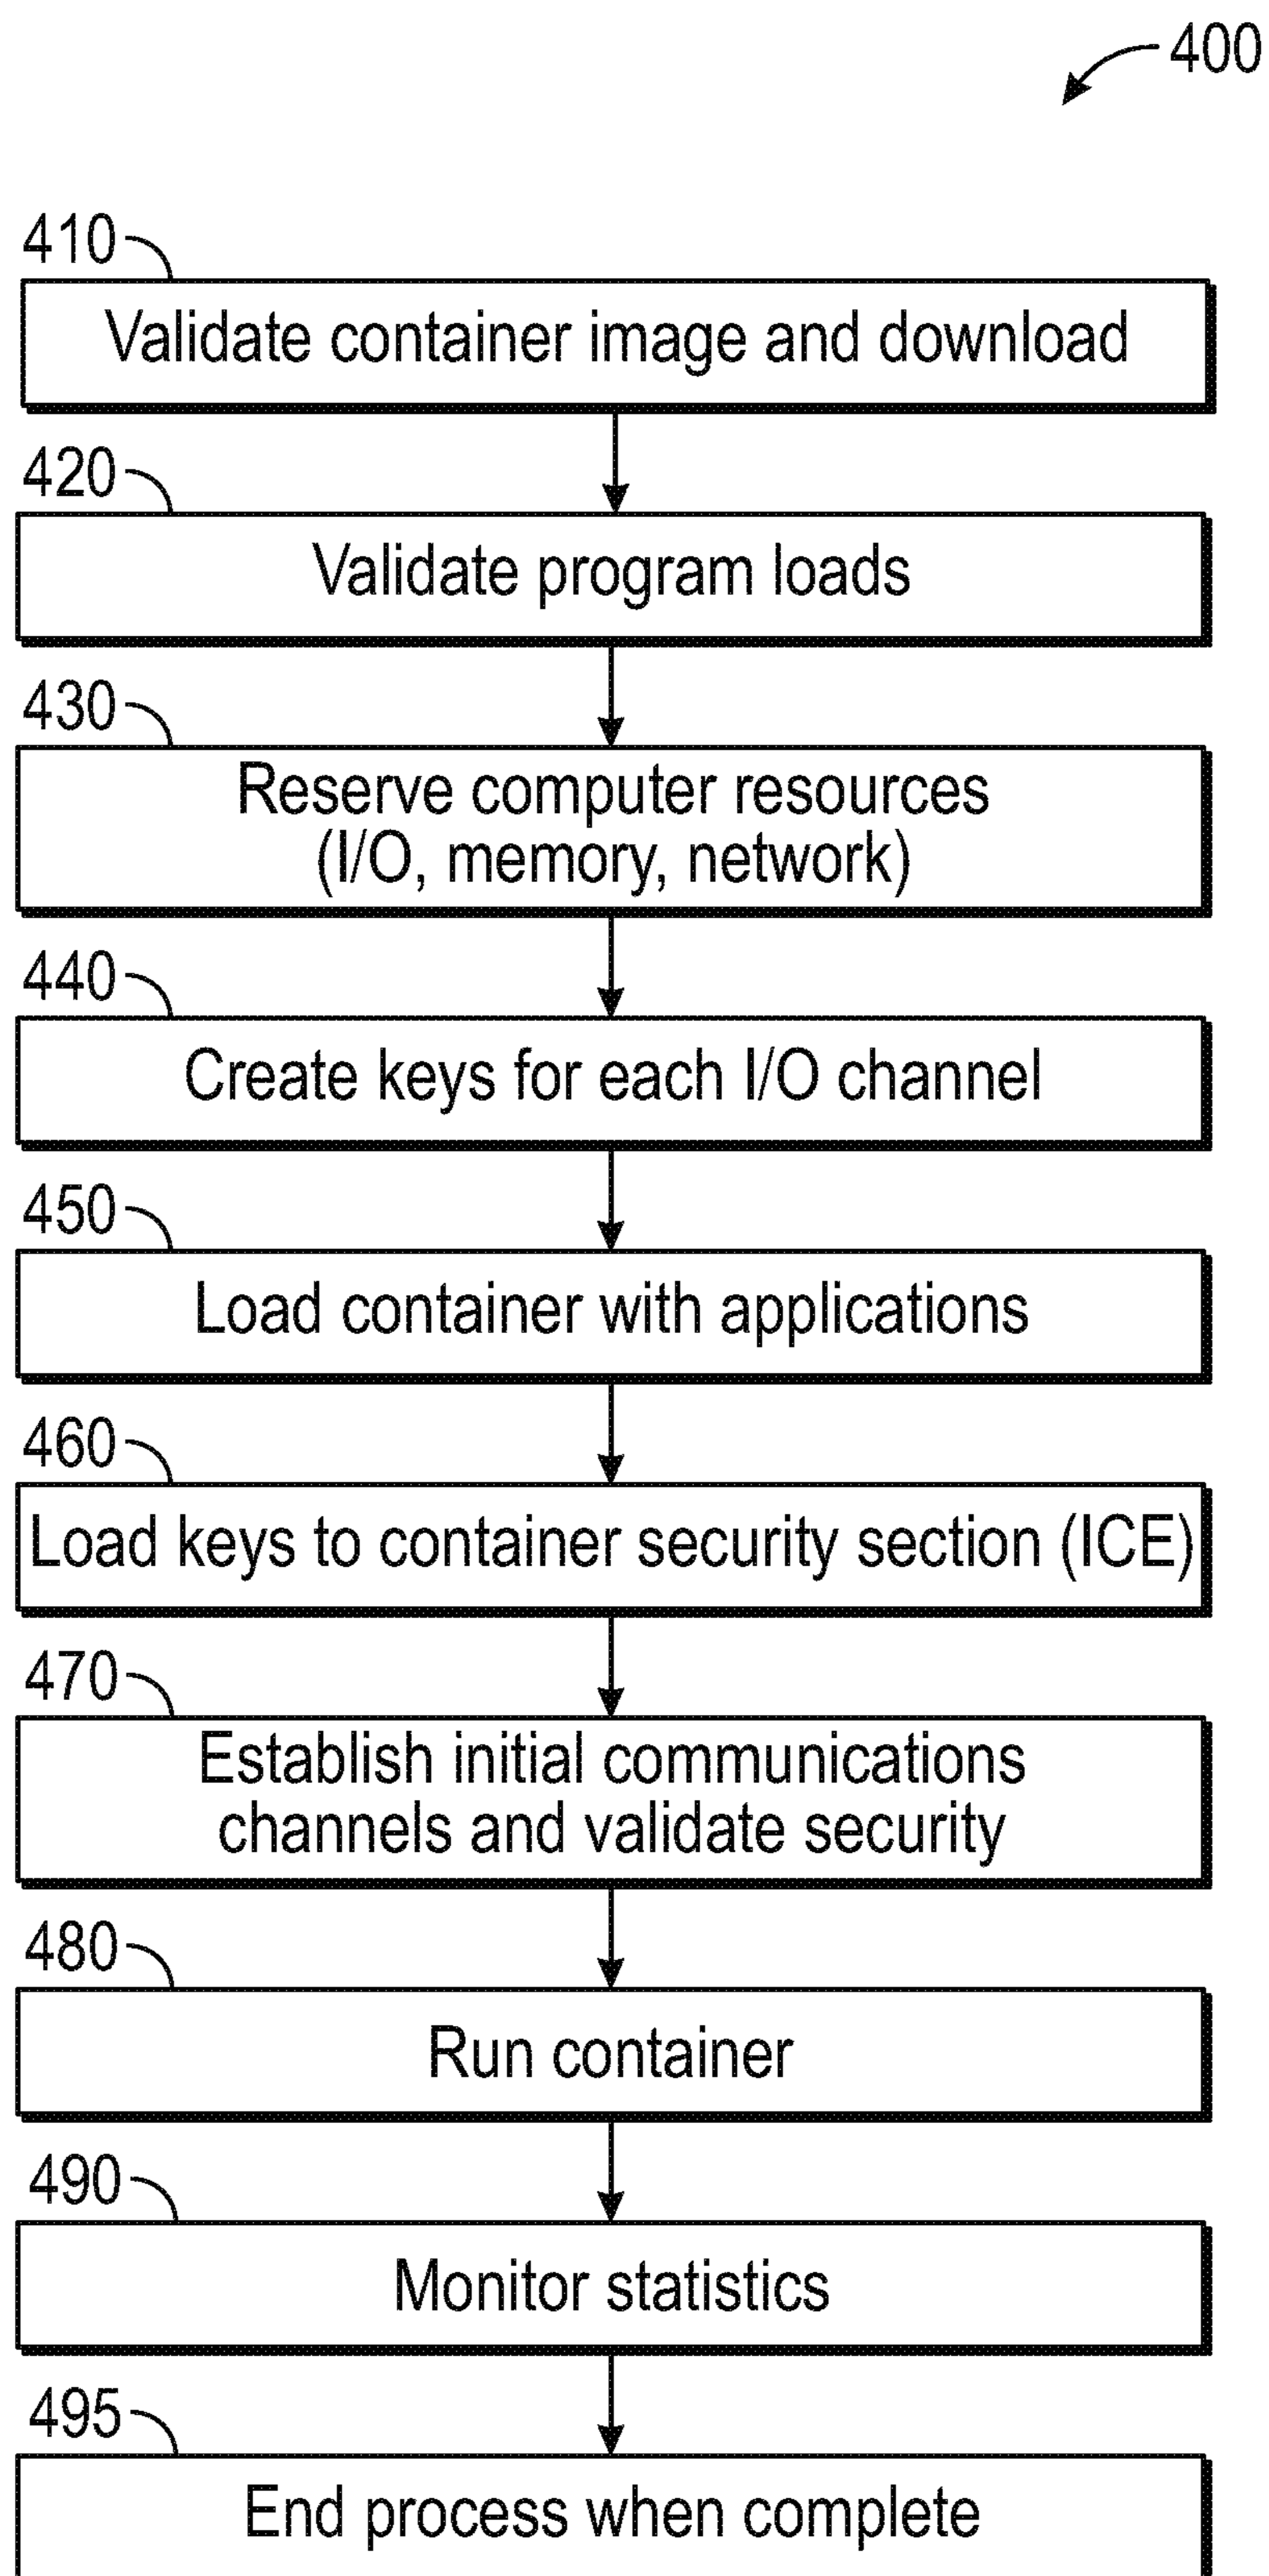 400
410
Validate container image and download
420
Validate program loads
430
Reserve computer resources
(I/O, memory, network)
440
Create keys for each I/O channel
450
Load container with applications
460
Load keys to container security section (ICE)
470
Establish initial communications
channels and validate security
480
Run container
490
Monitor statistics
495
End process when complete